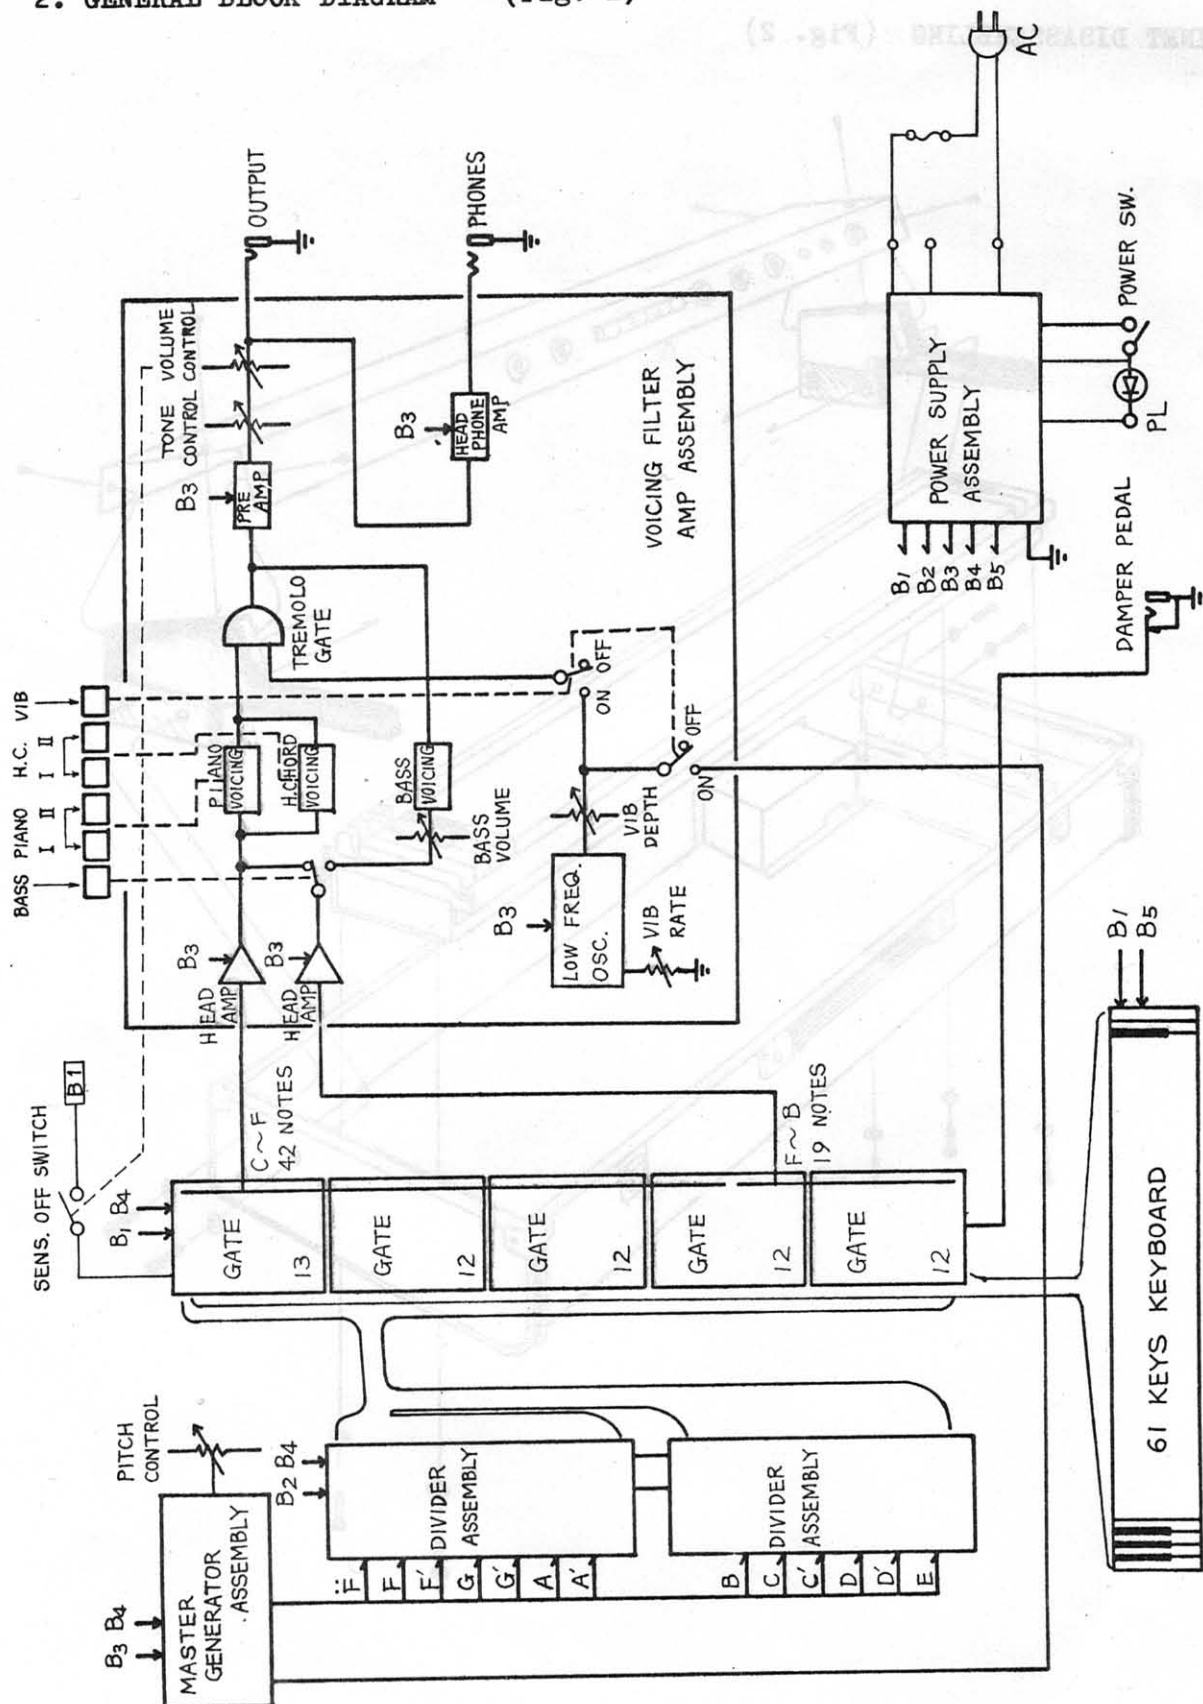 2. GENERAL BLOCK DIAGRAM
BASS PIANO H.C. VIB
I II I II
TONE VOLUME
CONTROL CONTROL
OUTPUT
PHONES
B3
PRE
AMP
B3
HEAD
PHONE
AMP
TREMOLO
GATE
PIANO
VOICING
H.CHORD
VOICING
BASS
VOICING
BASS
VOLUME
B3
HEAD
AMP
B3
HEAD
AMP
B3
LOW FREQ.
OSC.
VIB
DEPTH
VIB
RATE
ON OFF
ON OFF
VOICING FILTER
AMP ASSEMBLY
SENS. OFF SWITCH
B1
B1 B4
C~F
42 NOTES
F~B
19 NOTES
GATE
13
GATE
12
GATE
12
GATE
12
GATE
12
PITCH
CONTROL
B3 B4
MASTER
GENERATOR
ASSEMBLY
B2 B4
DIVIDER
ASSEMBLY
F
F
F'
G
G'
A
A'
DIVIDER
ASSEMBLY
B
C
C'
D
D'
E
61 KEYS KEYBOARD
B1
B5
DAMPER PEDAL
POWER SUPPLY
ASSEMBLY
B1
B2
B3
B4
B5
PL
POWER SW.
AC